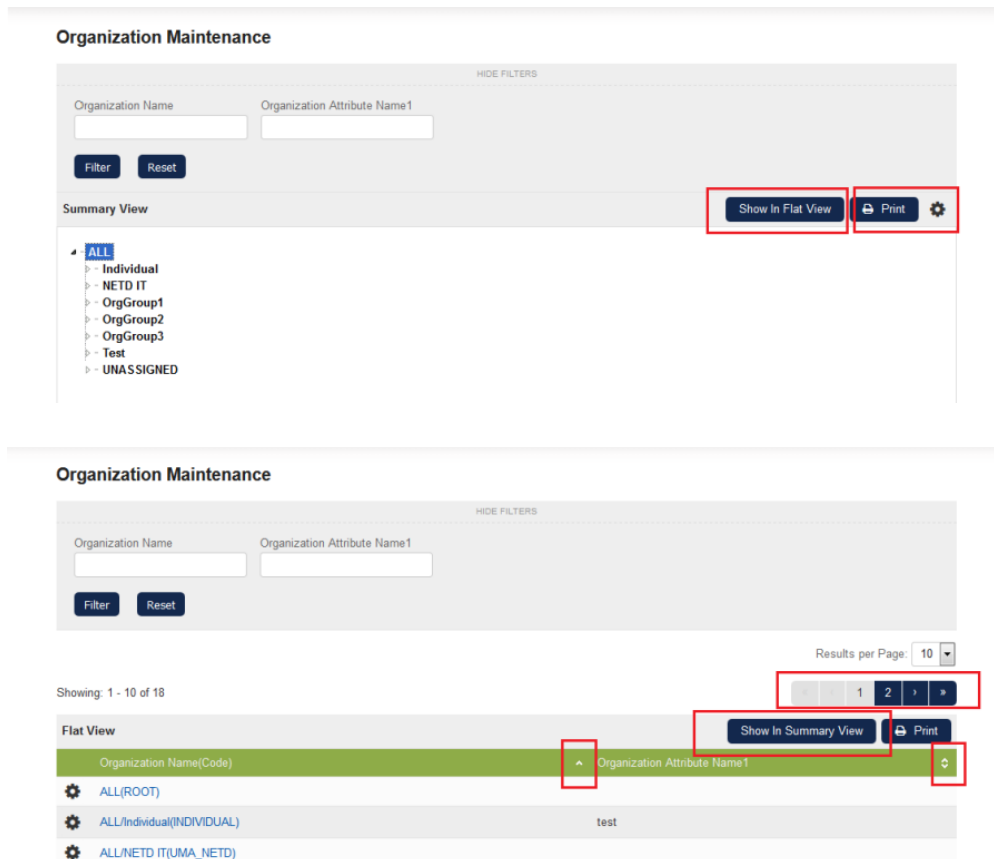 Organization Maintenance
HIDE FILTERS
Organization Name Organization Attribute Name1
Filter Reset
Summary View Show In Flat View Print
ALL
Individual
NETD IT
OrgGroup1
OrgGroup2
OrgGroup3
Test
UNASSIGNED
Organization Maintenance
HIDE FILTERS
Organization Name Organization Attribute Name1
Filter Reset
Results per Page: 10
Showing: 1 - 10 of 18 « ‹ 1 2 › »
Flat View Show In Summary View Print
Organization Name(Code) Organization Attribute Name1
ALL(ROOT)
ALL/Individual(INDIVIDUAL) test
ALL/NETD IT(UMA_NETD)